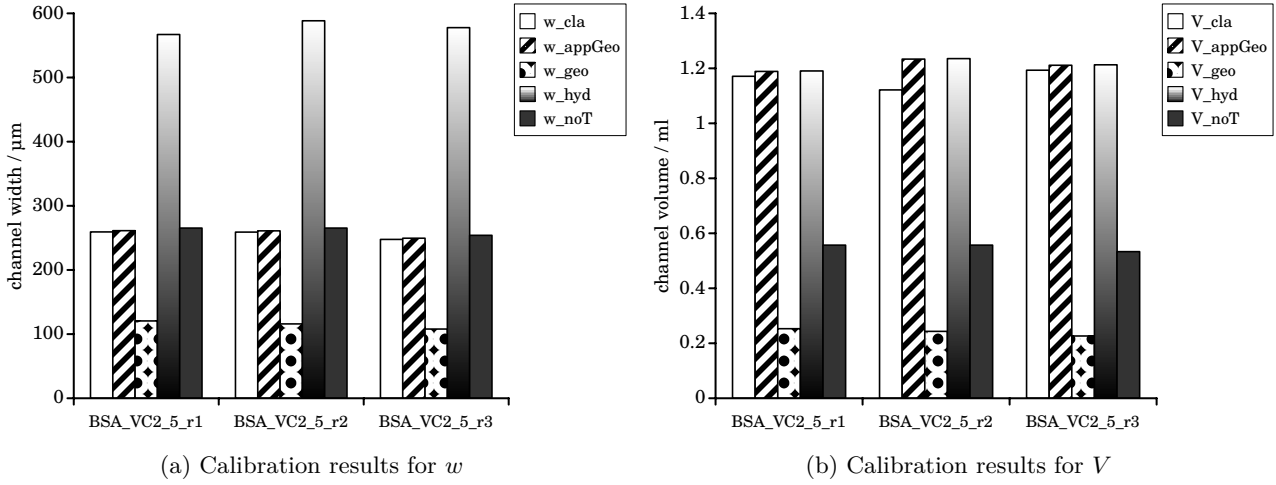 600
500
400
300
200
100
0
channel width / µm
BSA_VC2_5_r1
BSA_VC2_5_r2
BSA_VC2_5_r3
w_cla
w_appGeo
w_geo
w_hyd
w_noT
(a) Calibration results for w
1.4
1.2
1
0.8
0.6
0.4
0.2
0
channel volume / ml
BSA_VC2_5_r1
BSA_VC2_5_r2
BSA_VC2_5_r3
V_cla
V_appGeo
V_geo
V_hyd
V_noT
(b) Calibration results for V